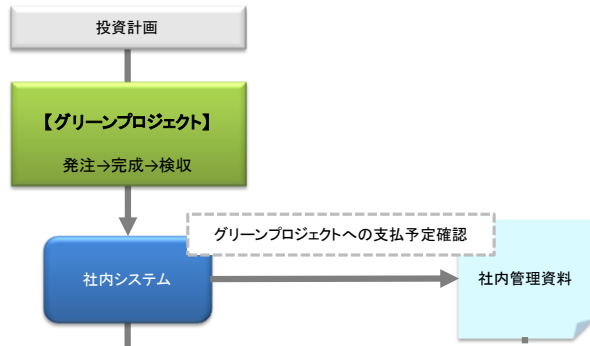 投資計画
【グリーンプロジェクト】
発注→完成→検収
グリーンプロジェクトへの支払予定確認
社内システム
社内管理資料